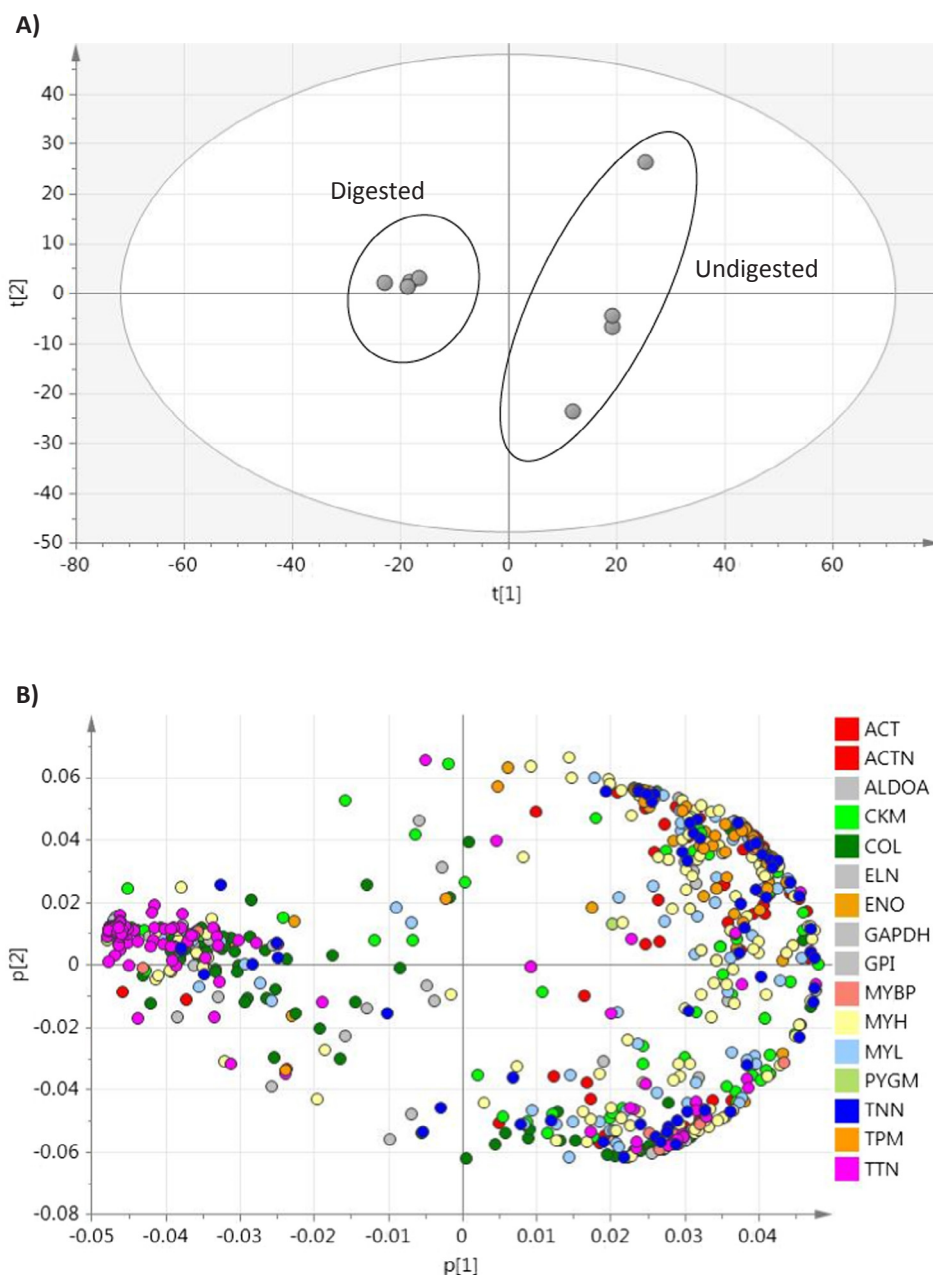 A)
40
30
20
10
0
-10
-20
-30
-40
-50
t[2]
Digested
Undigested
-80 -60 -40 -20 0 20 40 60
t[1]
B)
0.06
0.04
0.02
0
-0.02
-0.04
-0.06
-0.08
p[2]
-0.05 -0.04 -0.03 -0.02 -0.01 0 0.01 0.02 0.03 0.04
p[1]
ACT
ACTN
ALDOA
CKM
COL
ELN
ENO
GAPDH
GPI
MYBP
MYH
MYL
PYGM
TNN
TPM
TTN